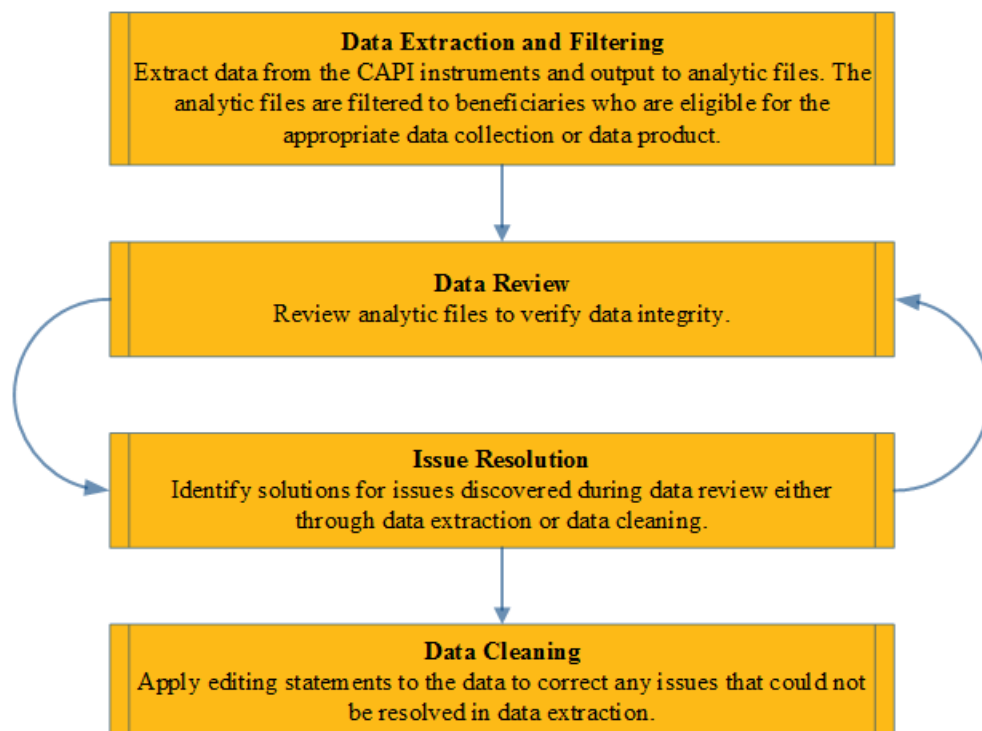 Data Extraction and Filtering
Extract data from the CAPI instruments and output to analytic files. The
analytic files are filtered to beneficiaries who are eligible for the
appropriate data collection or data product.
Data Review
Review analytic files to verify data integrity.
Issue Resolution
Identify solutions for issues discovered during data review either
through data extraction or data cleaning.
Data Cleaning
Apply editing statements to the data to correct any issues that could not
be resolved in data extraction.